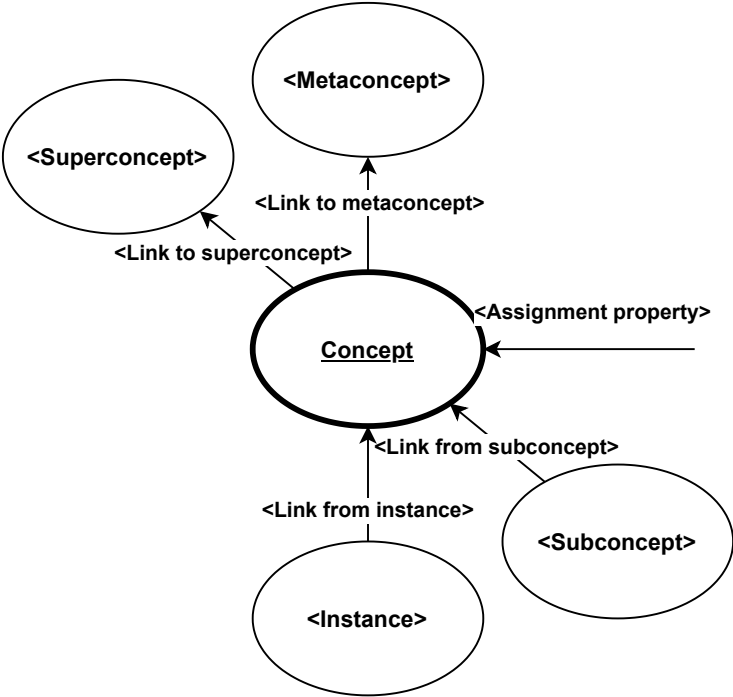 <Metaconcept>
<Superconcept>
<Link to metaconcept>
<Link to superconcept>
<Assignment property>
Concept
<Link from subconcept>
<Link from instance>
<Subconcept>
<Instance>